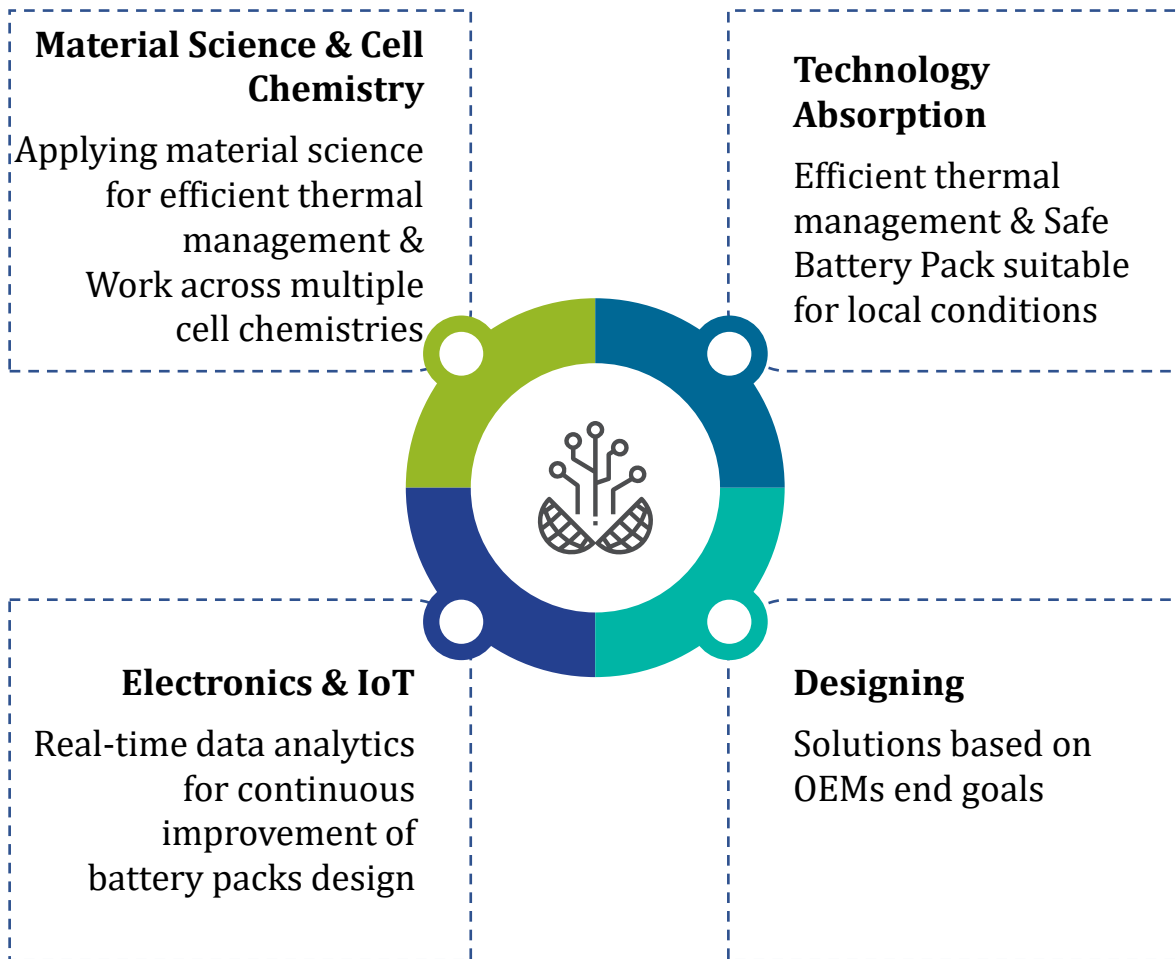 Material Science & Cell
Chemistry
Applying material science
for efficient thermal
management &
Work across multiple
cell chemistries
Technology
Absorption
Efficient thermal
management & Safe
Battery Pack suitable
for local conditions
Electronics & IoT
Real-time data analytics
for continuous
improvement of
battery packs design
Designing
Solutions based on
OEMs end goals